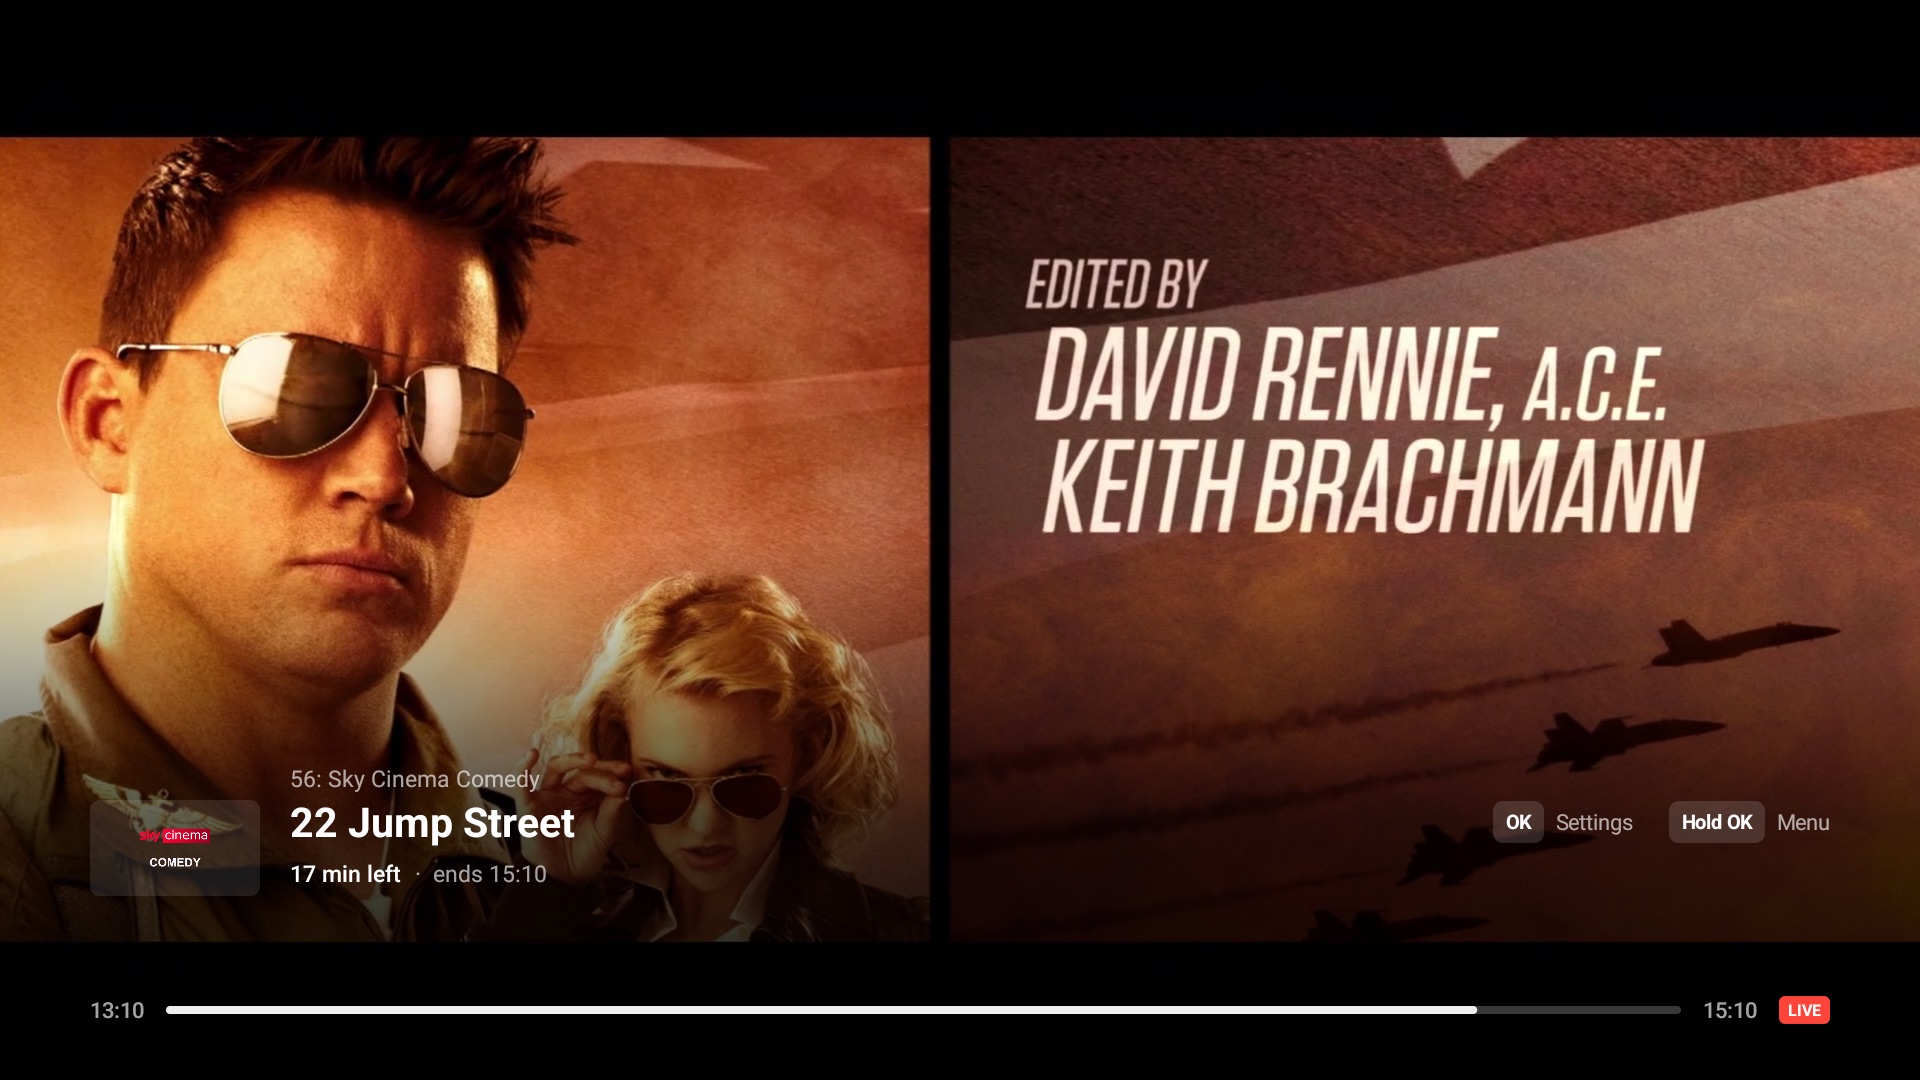 EDITED BY
DAVID RENNIE, A.C.E.
KEITH BRACHMANN
56: Sky Cinema Comedy
22 Jump Street
17 min left · ends 15:10
sky cinema
COMEDY
OK Settings Hold OK Menu
13:10 15:10 LIVE